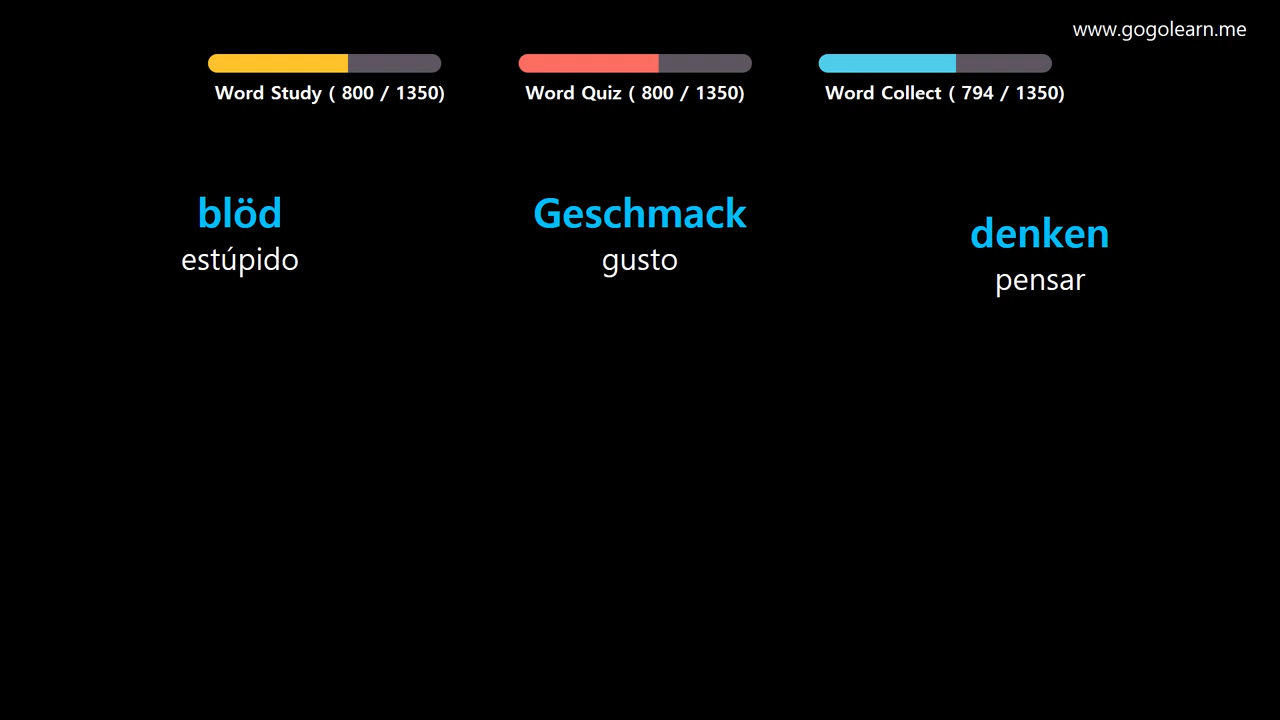 www.gogolearn.me
Word Study ( 800 / 1350)
Word Quiz ( 800 / 1350)
Word Collect ( 794 / 1350)
blöd
estúpido
Geschmack
gusto
denken
pensar